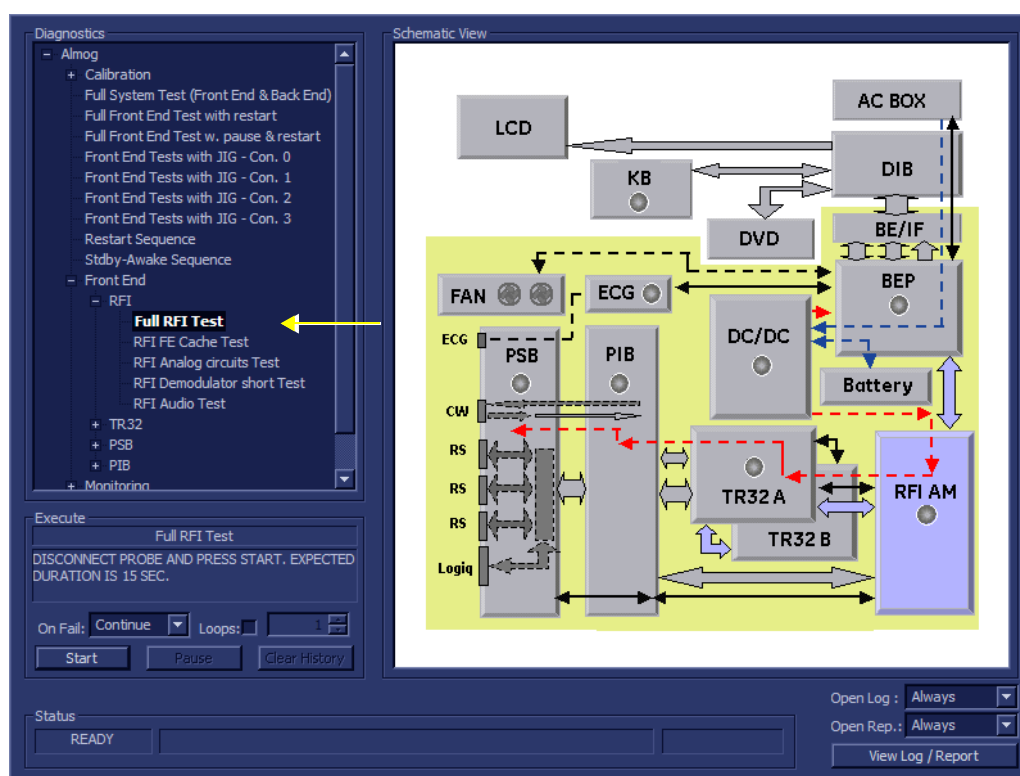 Diagnostics
Almog
Calibration
Full System Test (Front End & Back End)
Full Front End Test with restart
Full Front End Test w. pause & restart
Front End Tests with JIG - Con. 0
Front End Tests with JIG - Con. 1
Front End Tests with JIG - Con. 2
Front End Tests with JIG - Con. 3
Restart Sequence
Stdby-Awake Sequence
Front End
RFI
Full RFI Test
RFI FE Cache Test
RFI Analog circuits Test
RFI Demodulator short Test
RFI Audio Test
TR32
PSB
PIB
Monitoring
Execute
Full RFI Test
DISCONNECT PROBE AND PRESS START. EXPECTED
DURATION IS 15 SEC.
On Fail: Continue Loops: 1
Start Pause Clear History
Schematic View
AC BOX
LCD
DIB
KB
DVD
BE/IF
BEP
FAN
ECG
ECG
PSB
PIB
DC/DC
Battery
CW
RS
RS
RS
Logiq
TR32 A
TR32 B
RFI AM
Status
READY
Open Log : Always
Open Rep.: Always
View Log / Report